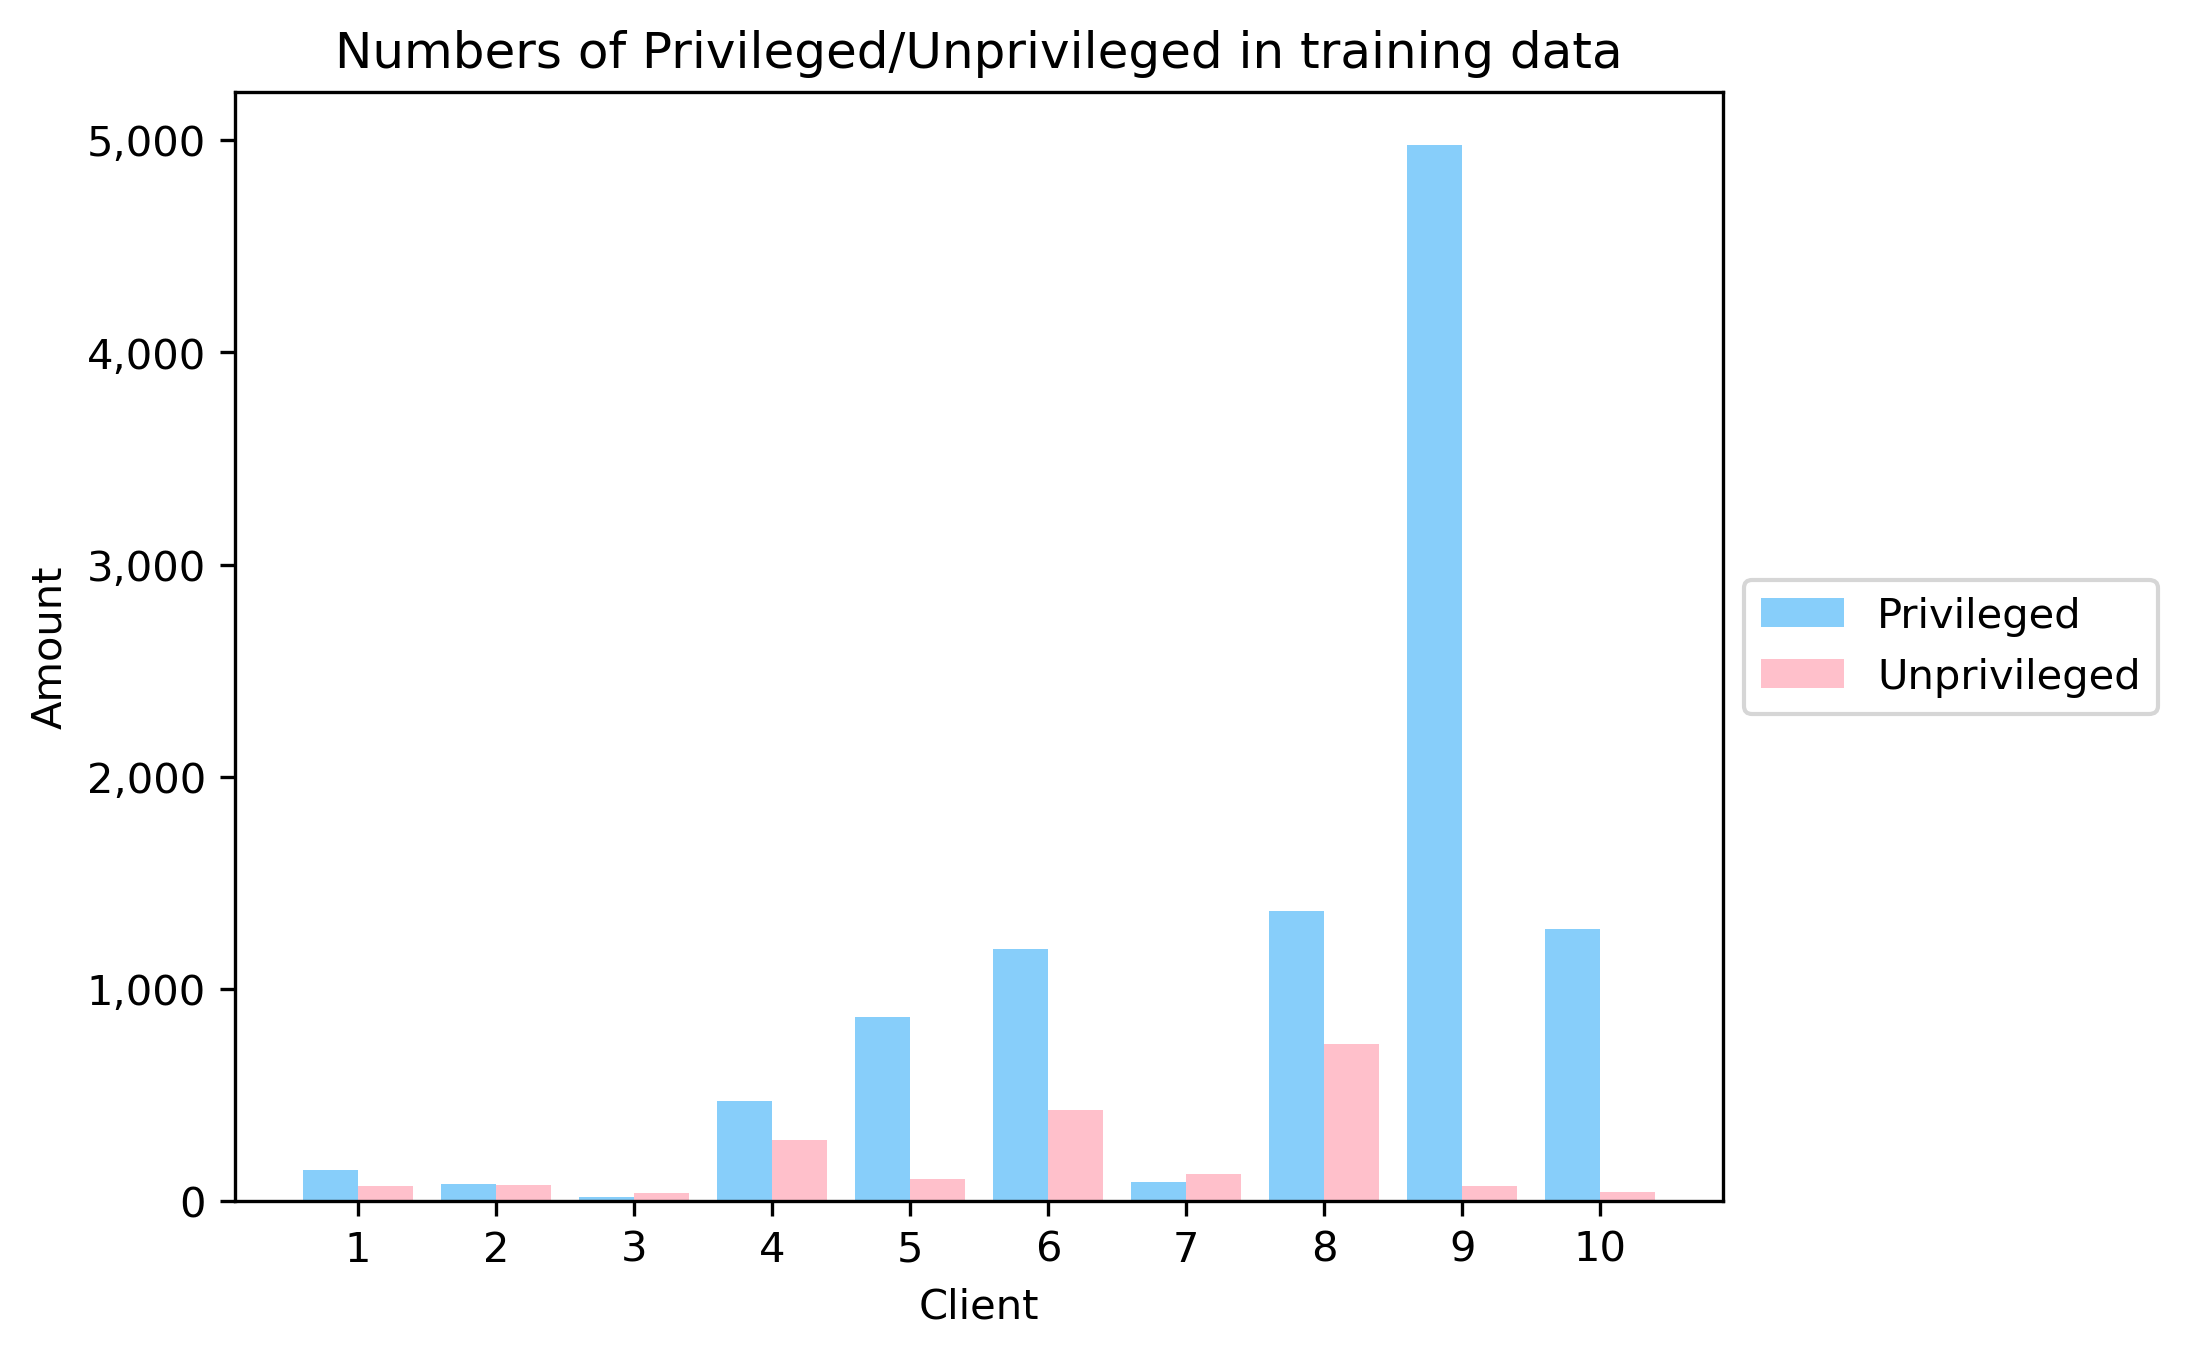 Numbers of Privileged/Unprivileged in training data
5,000
4,000
3,000
2,000
1,000
0
Amount
1 2 3 4 5 6 7 8 9 10
Client
Privileged
Unprivileged